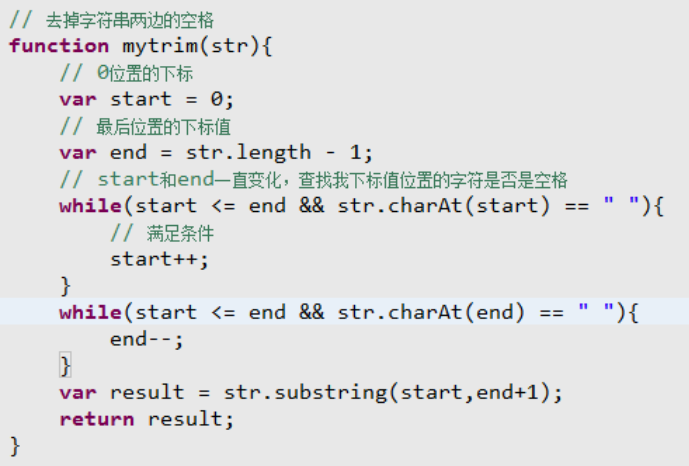 // 去掉字符串两边的空格
function mytrim(str){
    // 0位置的下标
    var start = 0;
    // 最后位置的下标值
    var end = str.length - 1;
    // start和end一直变化，查找我下标值位置的字符是否是空格
    while(start <= end && str.charAt(start) == " "){
        // 满足条件
        start++;
    }
    while(start <= end && str.charAt(end) == " "){
        end--;
    }
    var result = str.substring(start,end+1);
    return result;
}